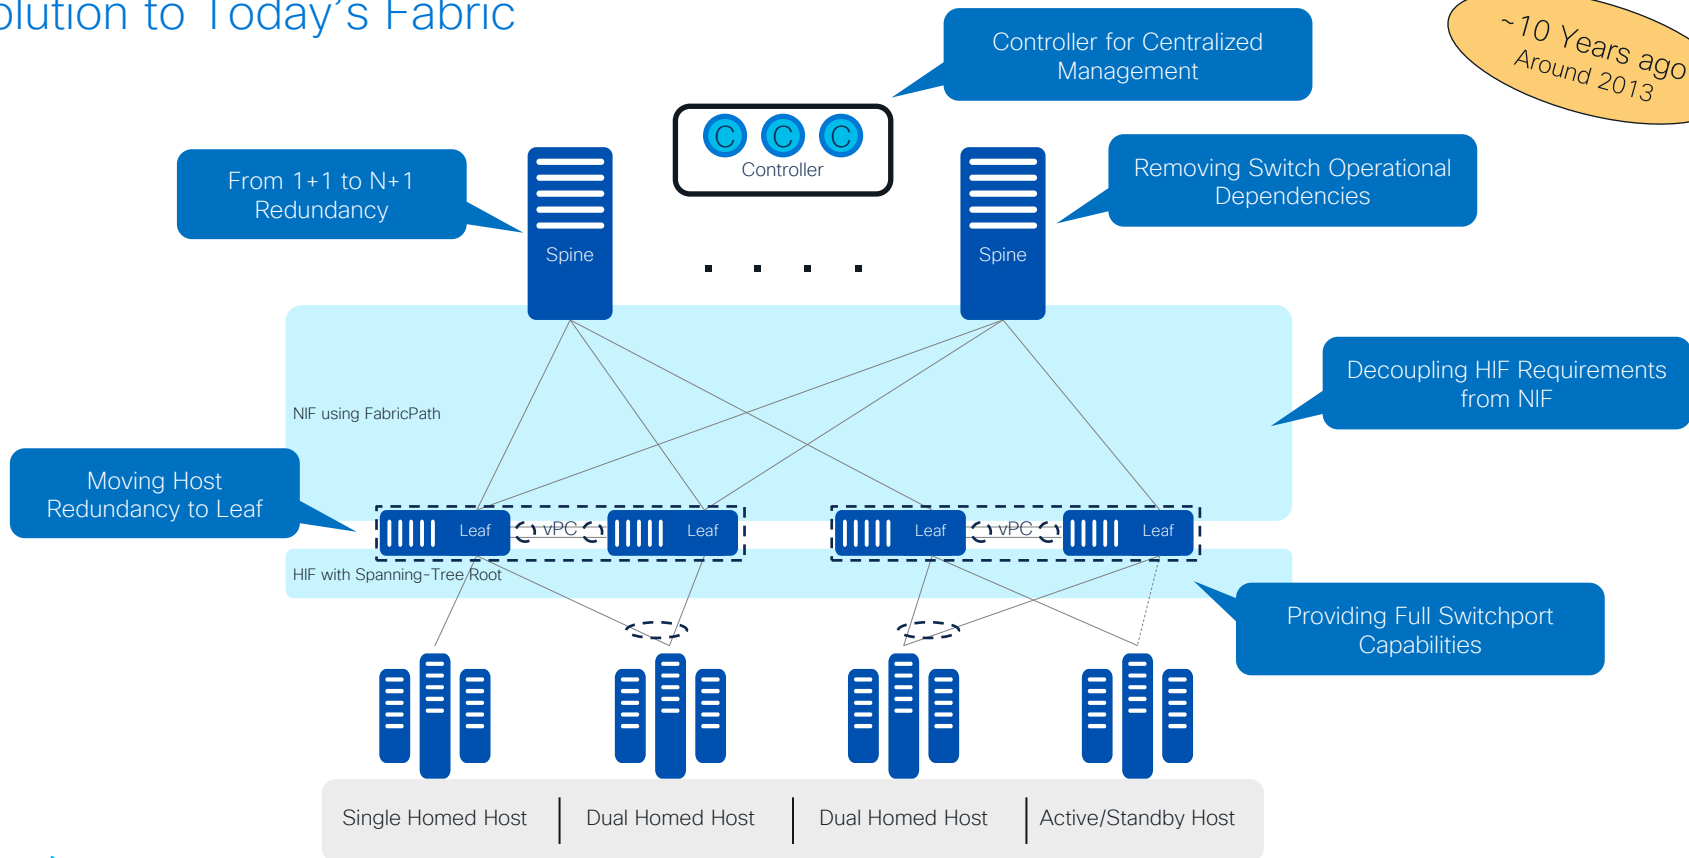 olution to Today's Fabric
~10 Years ago
Around 2013
Controller for Centralized
Management
C C C
Controller
From 1+1 to N+1
Redundancy
Removing Switch Operational
Dependencies
Spine
Spine
Decoupling HIF Requirements
from NIF
NIF using FabricPath
Moving Host
Redundancy to Leaf
Leaf vPC Leaf
Leaf vPC Leaf
HIF with Spanning-Tree Root
Providing Full Switchport
Capabilities
Single Homed Host
Dual Homed Host
Dual Homed Host
Active/Standby Host